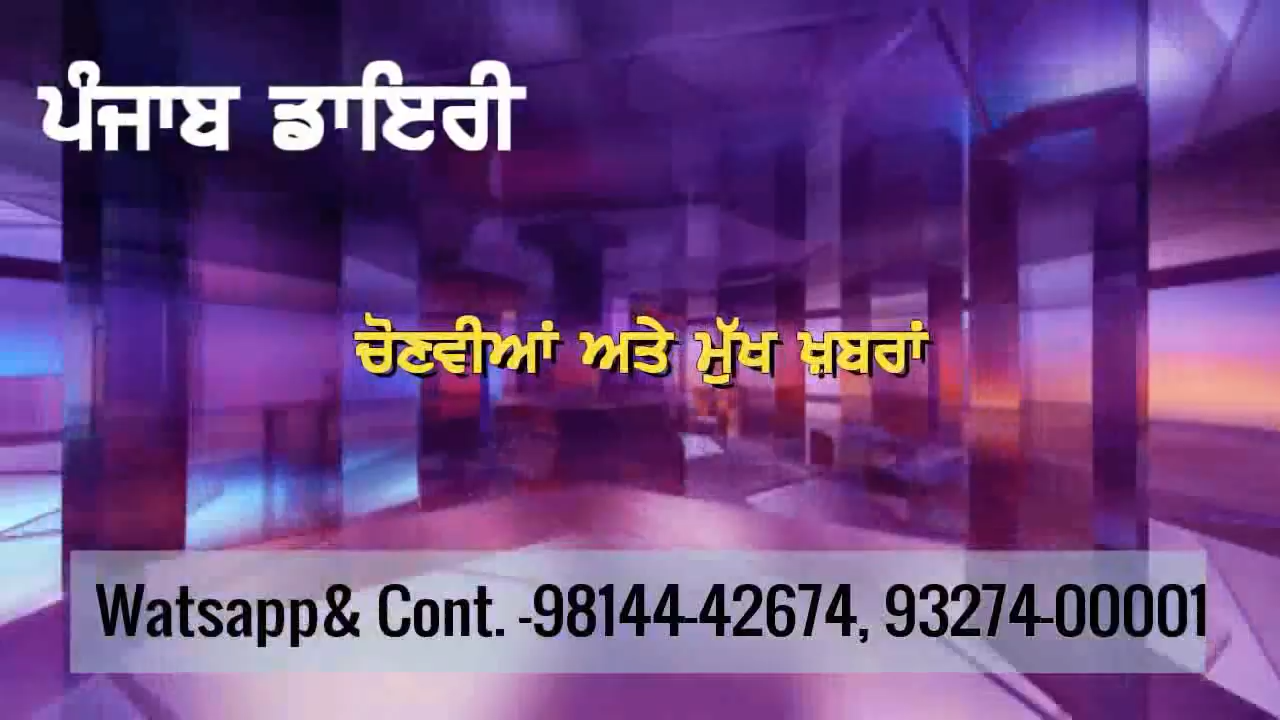 ਪੰਜਾਬ ਡਾਇਰੀ
ਚੋਣਵੀਆਂ ਅਤੇ ਮੁੱਖ ਖ਼ਬਰਾਂ
Watsapp& Cont. -98144-42674, 93274-00001